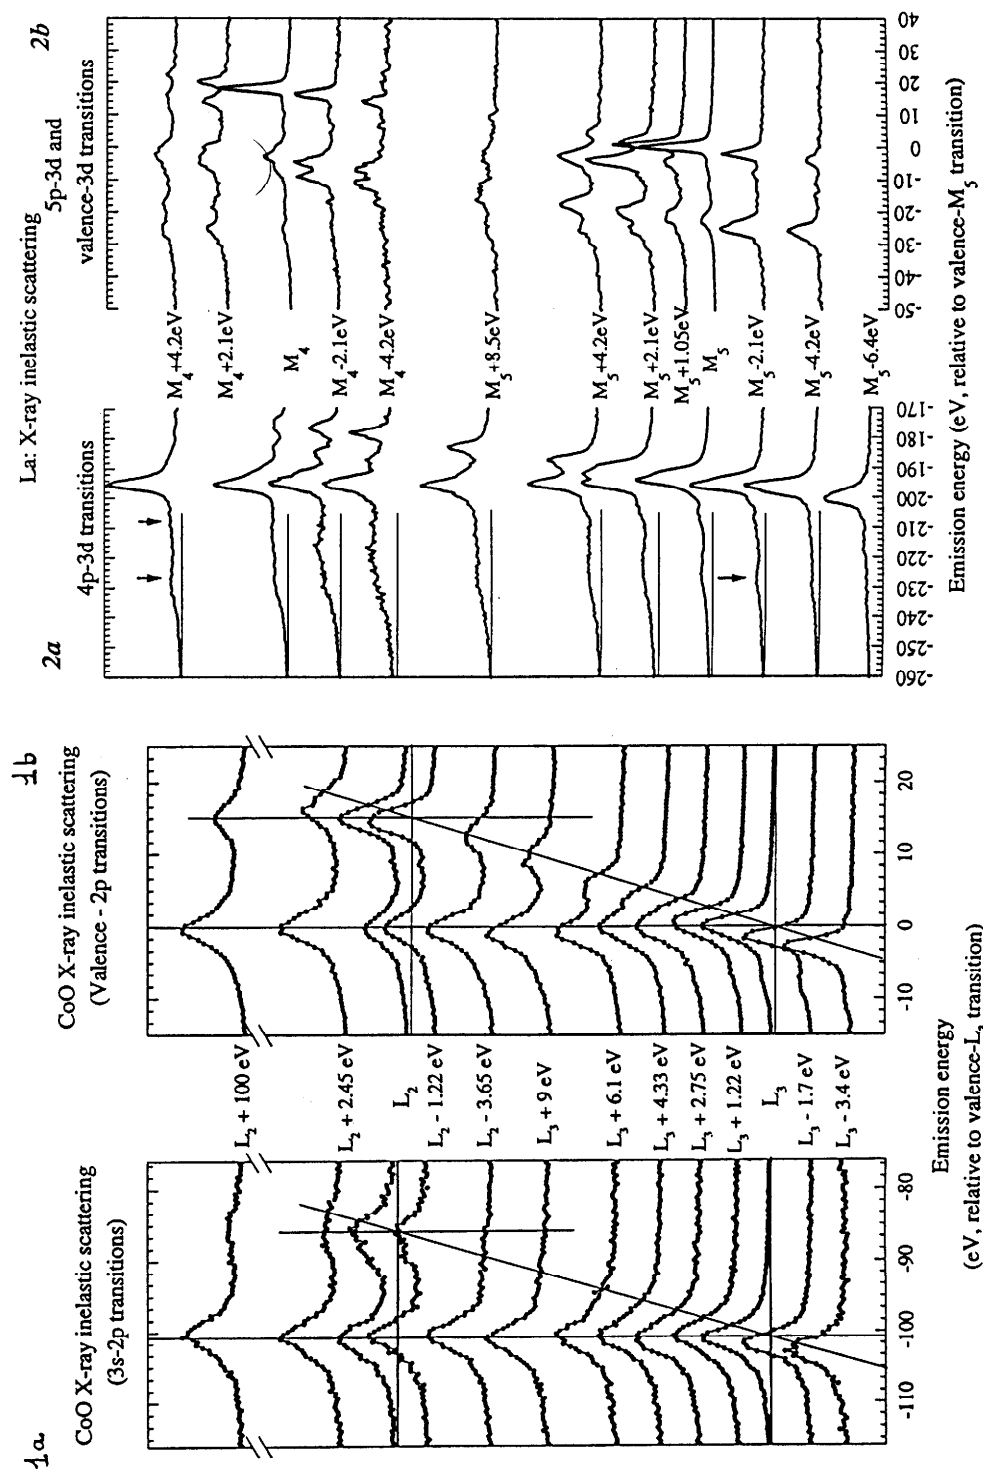 1a
CoO X-ray inelastic scattering
(3s-2p transitions)
L₂ + 100 eV
L₂ + 2.45 eV
L₂
L₂ - 1.22 eV
L₂ - 3.65 eV
L₃ + 9 eV
L₃ + 6.1 eV
L₃ + 4.33 eV
L₃ + 2.75 eV
L₃ + 1.22 eV
L₃
L₃ - 1.7 eV
L₃ - 3.4 eV
-110 -100 -90 -80
1b
CoO X-ray inelastic scattering
(Valence - 2p transitions)
-10 0 10 20
Emission energy
(eV, relative to valence-L₃ transition)
La: X-ray inelastic scattering
2a
4p-3d transitions
M₄+4.2eV
M₄+2.1eV
M₄
M₄-2.1eV
M₄-4.2eV
M₅+8.5eV
M₅+4.2eV
M₅+2.1eV
M₅+1.05eV
M₅
M₅-2.1eV
M₅-4.2eV
M₅-6.4eV
-260 -250 -240 -230 -220 -210 -200 -190 -180 -170
2b
5p-3d and
valence-3d transitions
-50 -40 -30 -20 -10 0 10 20 30 40
Emission energy (eV, relative to valence-M₅ transition)